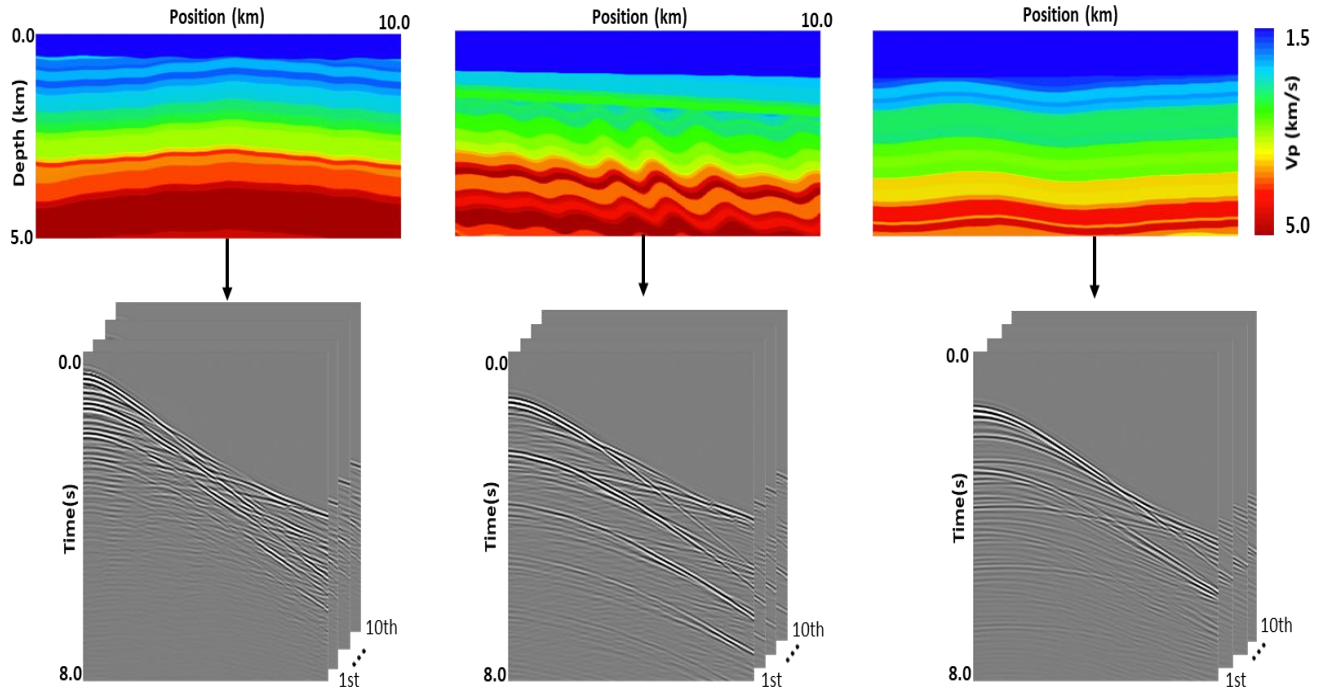 Position (km)
10.0
Position (km)
10.0
Position (km)
0.0
Depth (km)
5.0
1.5
Vp (km/s)
5.0
0.0
Time(s)
8.0
10th
1st
0.0
Time(s)
8.0
10th
1st
0.0
Time(s)
8.0
10th
1st